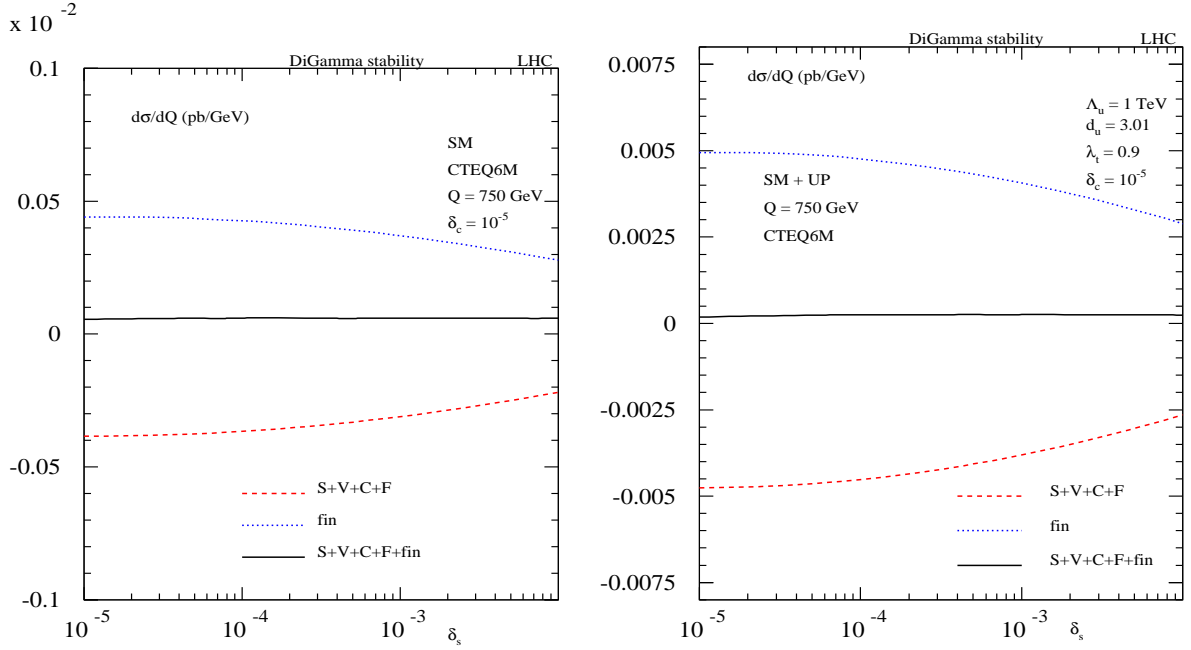 x 10^-2
DiGamma stability LHC
0.1
0.05
0
-0.05
-0.1
dσ/dQ (pb/GeV)
SM
CTEQ6M
Q = 750 GeV
δ_c = 10^-5
S+V+C+F
fin
S+V+C+F+fin
10^-5 10^-4 10^-3
δ_s
DiGamma stability LHC
0.0075
0.005
0.0025
0
-0.0025
-0.005
-0.0075
dσ/dQ (pb/GeV)
Λ_u = 1 TeV
d_u = 3.01
λ_t = 0.9
δ_c = 10^-5
SM + UP
Q = 750 GeV
CTEQ6M
S+V+C+F
fin
S+V+C+F+fin
10^-5 10^-4 10^-3
δ_s